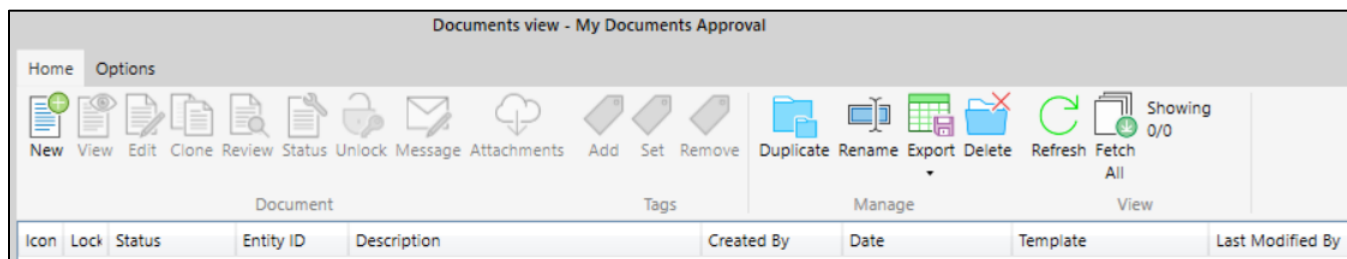 Documents view - My Documents Approval
Home Options
New View Edit Clone Review Status Unlock Message Attachments Add Set Remove Duplicate Rename Export Delete Refresh Fetch All Showing 0/0
Document Tags Manage View
Icon Lock Status Entity ID Description Created By Date Template Last Modified By